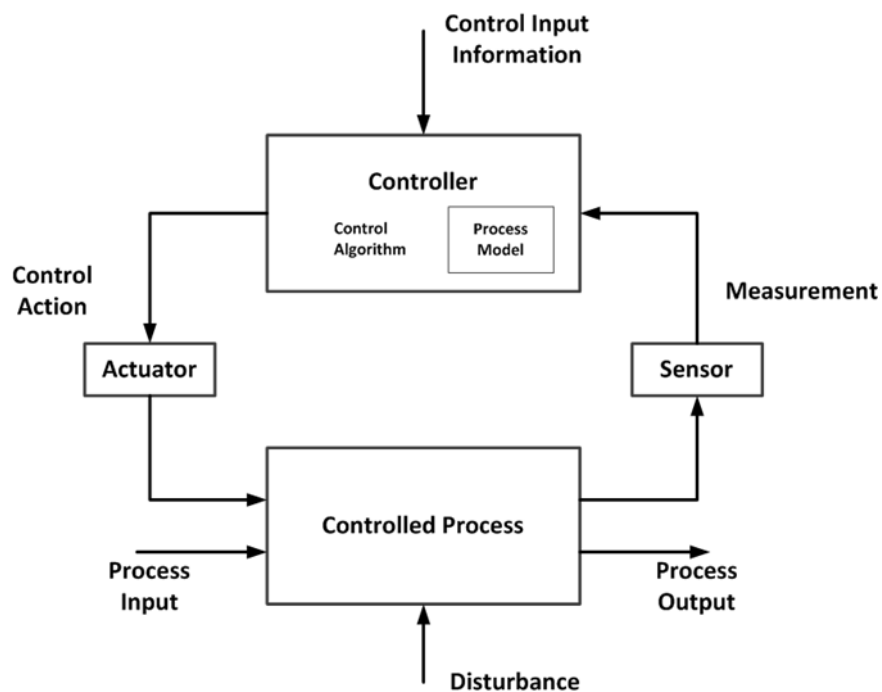 Control Input
Information
Controller
Control
Algorithm
Process
Model
Control
Action
Measurement
Actuator
Sensor
Controlled Process
Process
Input
Process
Output
Disturbance